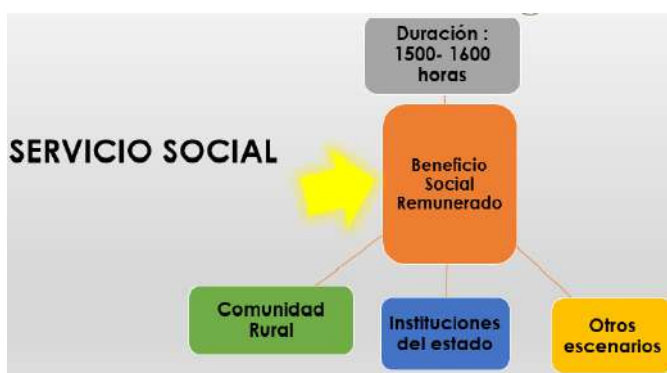 Duración :
1500- 1600
horas
SERVICIO SOCIAL
Beneficio
Social
Remunerado
Comunidad
Rural
Instituciones
del estado
Otros
escenarios